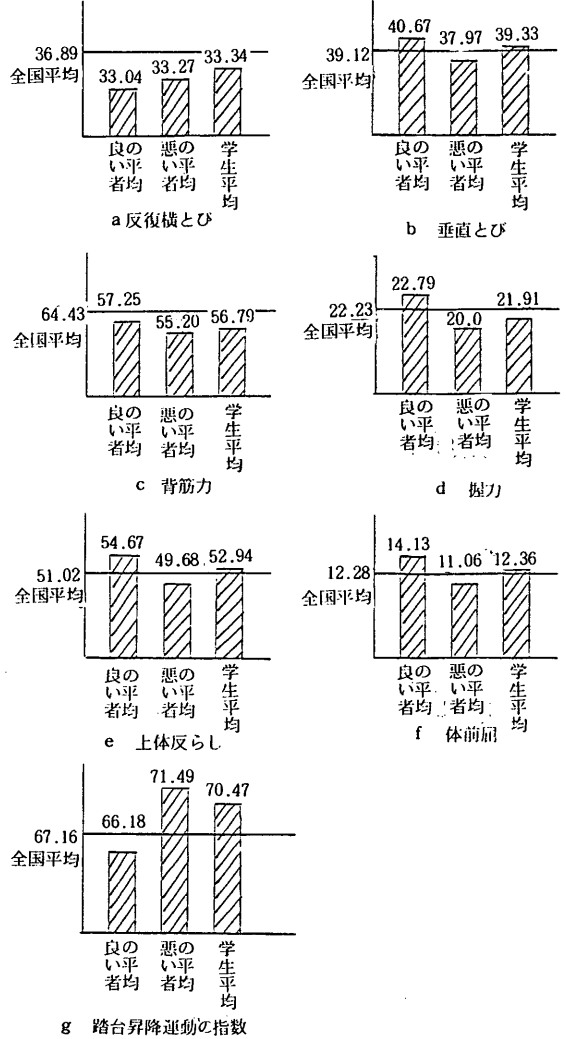 36.89
全国平均
33.04
33.27
33.34
良いの平均者
悪いの平均者
学生平均
a 反復横とび
39.12
全国平均
40.67
37.97
39.33
良いの平均者
悪いの平均者
学生平均
b 垂直とび
64.43
全国平均
57.25
55.20
56.79
良い者の平均
悪い者の平均
学生平均
c 背筋力
22.23
全国平均
22.79
20.0
21.91
良い者の平均
悪い者の平均
学生平均
d 握力
51.02
全国平均
54.67
49.68
52.94
良い者の平均
悪い者の平均
学生平均
e 上体反らし
12.28
全国平均
14.13
11.06
12.36
良い者の平均
悪い者の平均
学生平均
f 体前屈
67.16
全国平均
66.18
71.49
70.47
良い者の平均
悪い者の平均
学生平均
g 踏台昇降運動の指数